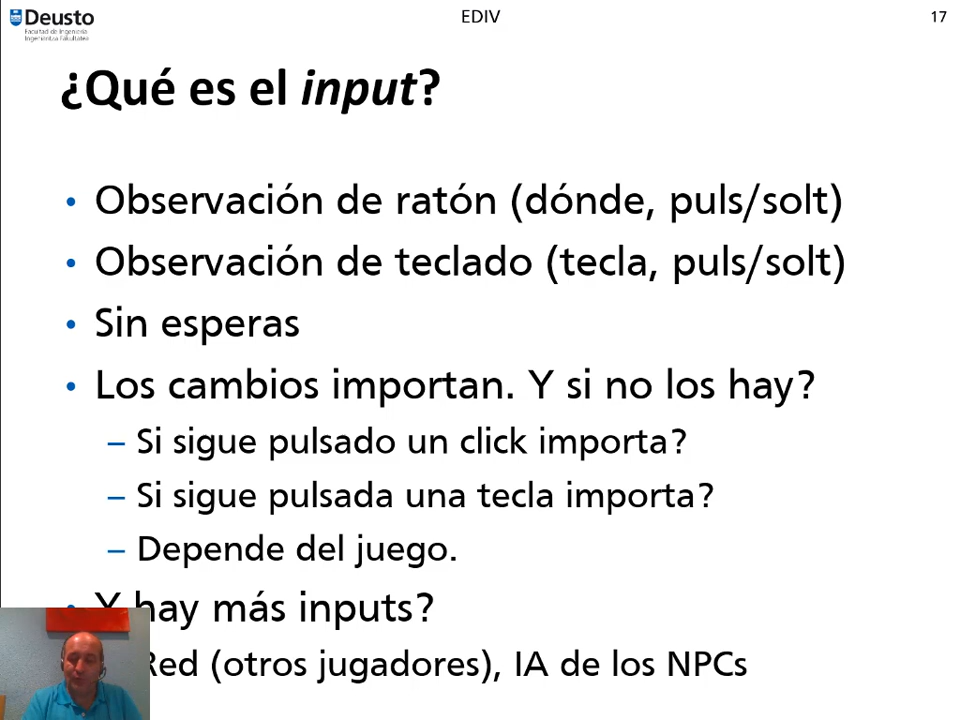 Deusto
Facultad de Ingeniería
Ingeniaritza Fakultatea
EDIV
17
¿Qué es el input?
• Observación de ratón (dónde, puls/solt)
• Observación de teclado (tecla, puls/solt)
• Sin esperas
• Los cambios importan. Y si no los hay?
– Si sigue pulsado un click importa?
– Si sigue pulsada una tecla importa?
– Depende del juego.
• Y hay más inputs?
Red (otros jugadores), IA de los NPCs